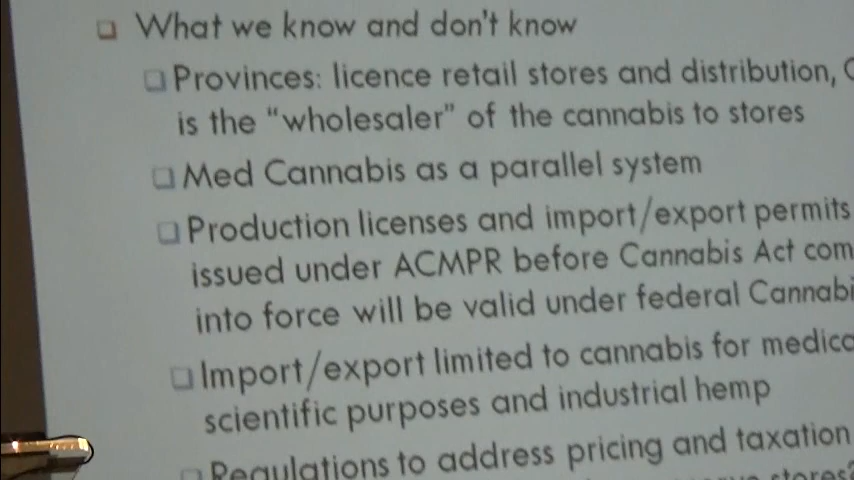 What we know and don't know
Provinces: licence retail stores and distribution,
is the "wholesaler" of the cannabis to stores
Med Cannabis as a parallel system
Production licenses and import/export permits
issued under ACMPR before Cannabis Act com
into force will be valid under federal Cannabi
Import/export limited to cannabis for medica
scientific purposes and industrial hemp
Regulations to address pricing and taxation
stores?